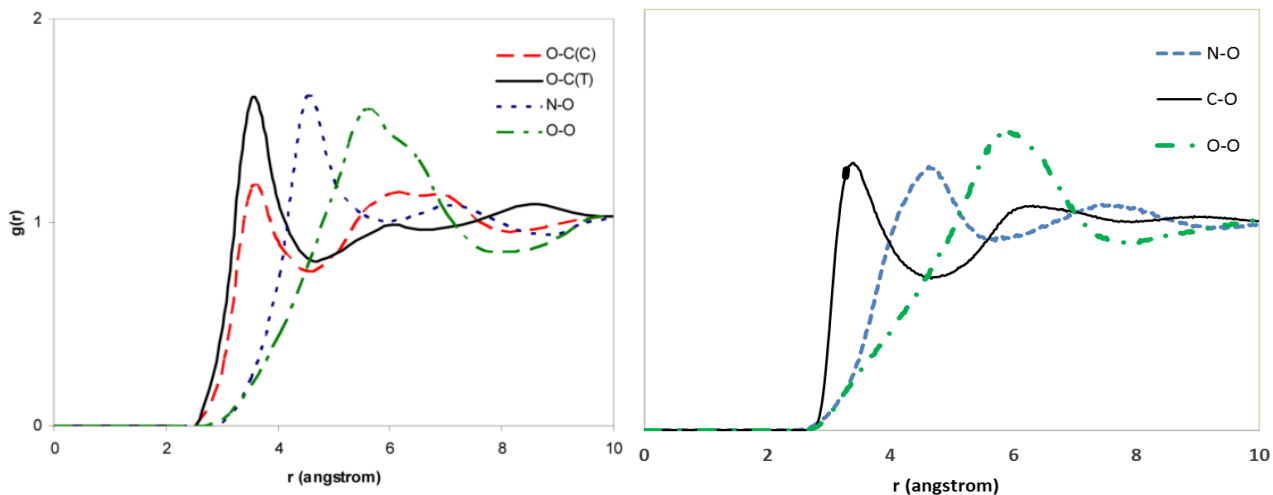 2
O-C(C)
O-C(T)
N-O
O-O
g(r)
1
0
0 2 4 6 8 10
r (angstrom)
N-O
C-O
O-O
0 2 4 6 8 10
r (angstrom)